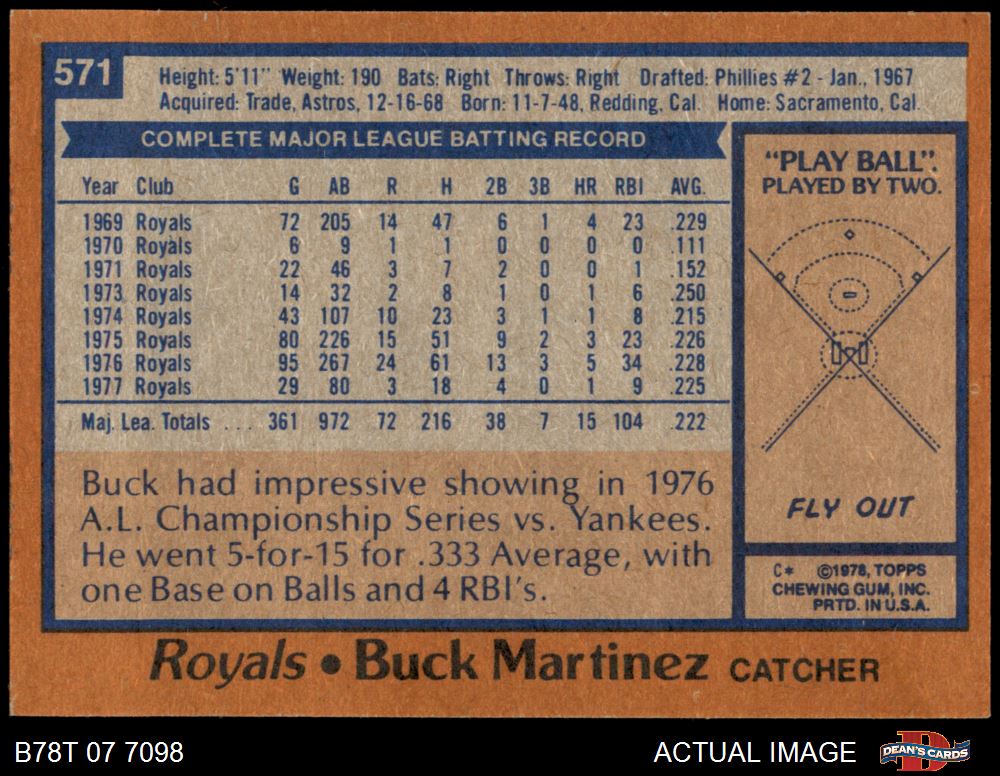 571
Height: 5'11" Weight: 190 Bats: Right Throws: Right Drafted: Phillies #2 - Jan., 1967
Acquired: Trade, Astros, 12-16-68 Born: 11-7-48, Redding, Cal. Home: Sacramento, Cal.
COMPLETE MAJOR LEAGUE BATTING RECORD
Year Club G AB R H 2B 3B HR RBI AVG.
1969 Royals 72 205 14 47 6 1 4 23 .229
1970 Royals 6 9 1 1 0 0 0 0 .111
1971 Royals 22 46 3 7 2 0 0 1 .152
1973 Royals 14 32 2 8 1 0 1 6 .250
1974 Royals 43 107 10 23 3 1 1 8 .215
1975 Royals 80 226 15 51 9 2 3 23 .226
1976 Royals 95 267 24 61 13 3 5 34 .228
1977 Royals 29 80 3 18 4 0 1 9 .225
Maj. Lea. Totals ... 361 972 72 216 38 7 15 104 .222
Buck had impressive showing in 1976
A.L. Championship Series vs. Yankees.
He went 5-for-15 for .333 Average, with
one Base on Balls and 4 RBI's.
"PLAY BALL".
PLAYED BY TWO.
FLY OUT
C* ©1978, TOPPS
CHEWING GUM, INC.
PRTD. IN U.S.A.
Royals • Buck Martinez CATCHER
B78T 07 7098
ACTUAL IMAGE
DEAN'S CARDS